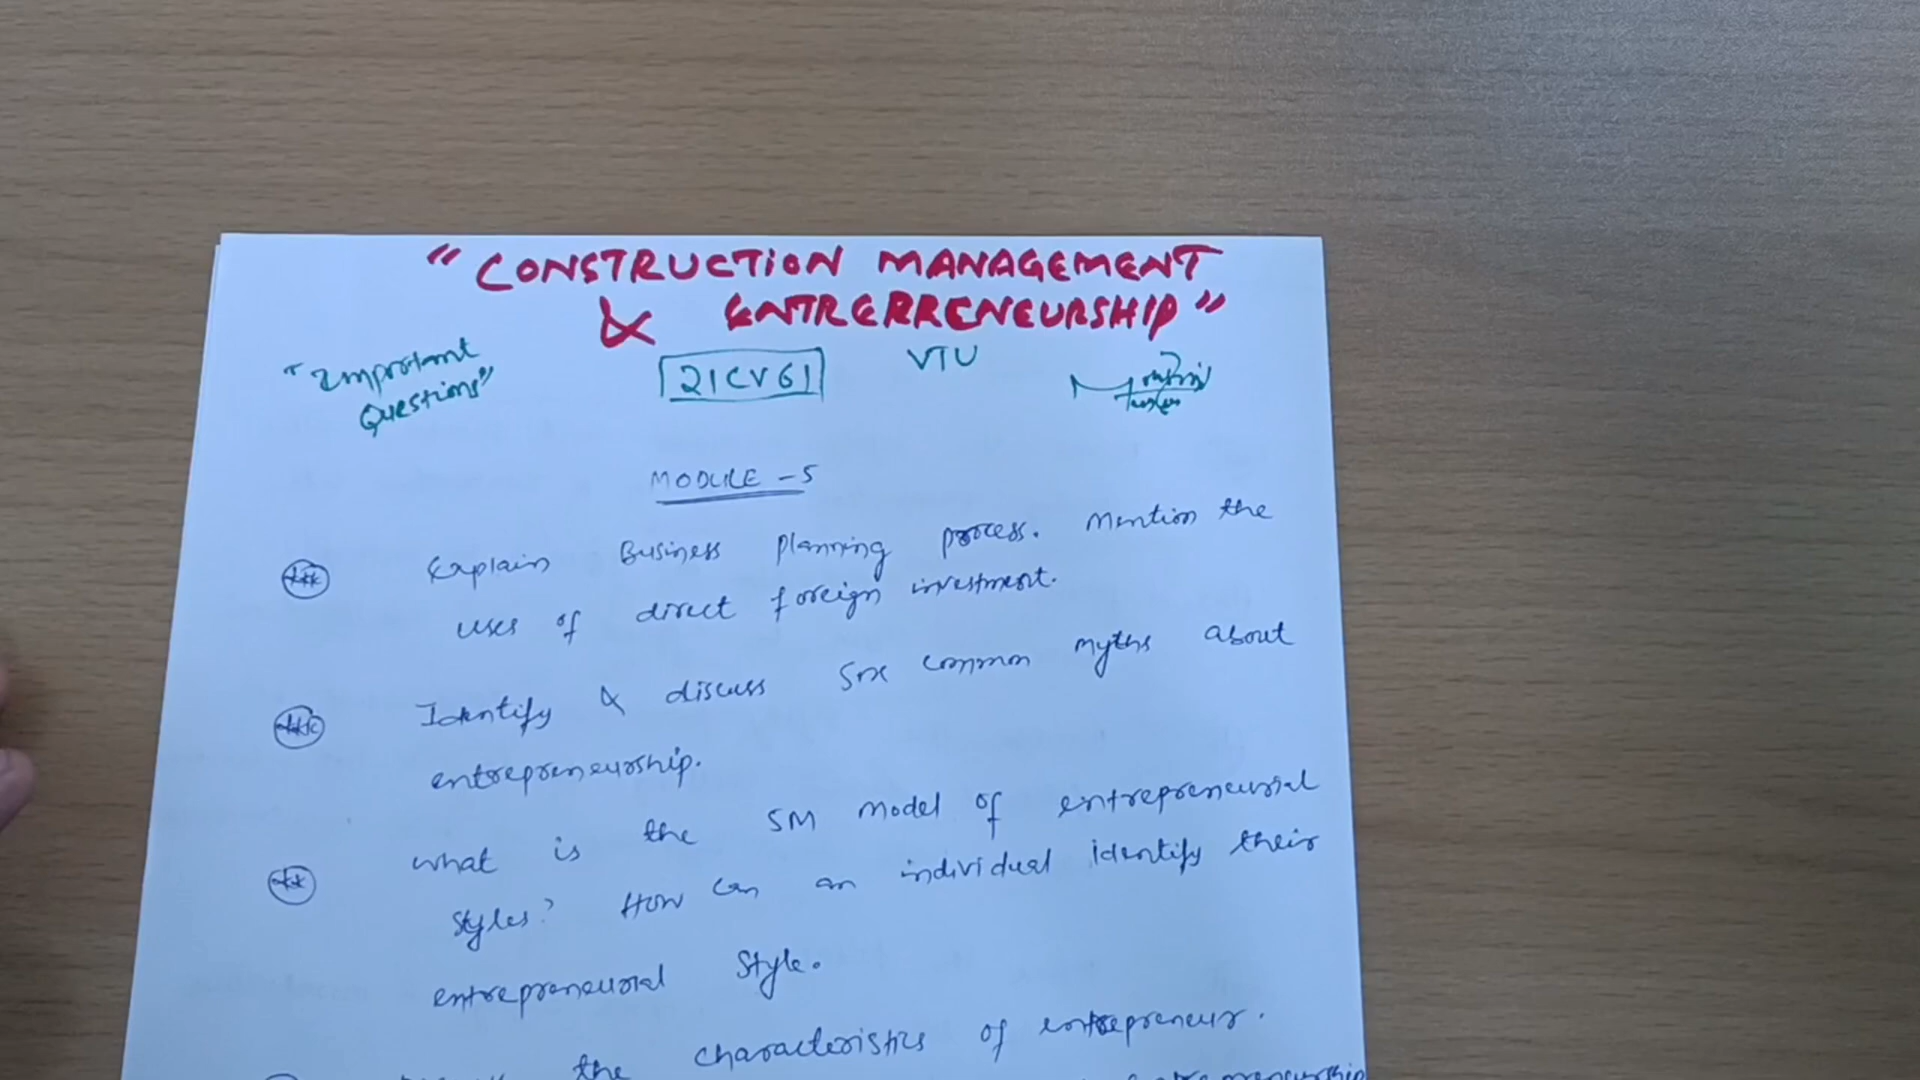 "CONSTRUCTION MANAGEMENT
& ENTRERRENEURSHIP"
"Important
Questions"
21CV61
VTU
MODULE - 5
*** Explain Business planning process. Mention the
uses of direct foreign investment.
*** Identify & discuss six common myths about
entrepreneurship.
** What is the 5M model of entrepreneurial
styles? How can an individual identify their
entrepreneurial style.
the characteristics of entrepreneur.
entrepreneurship